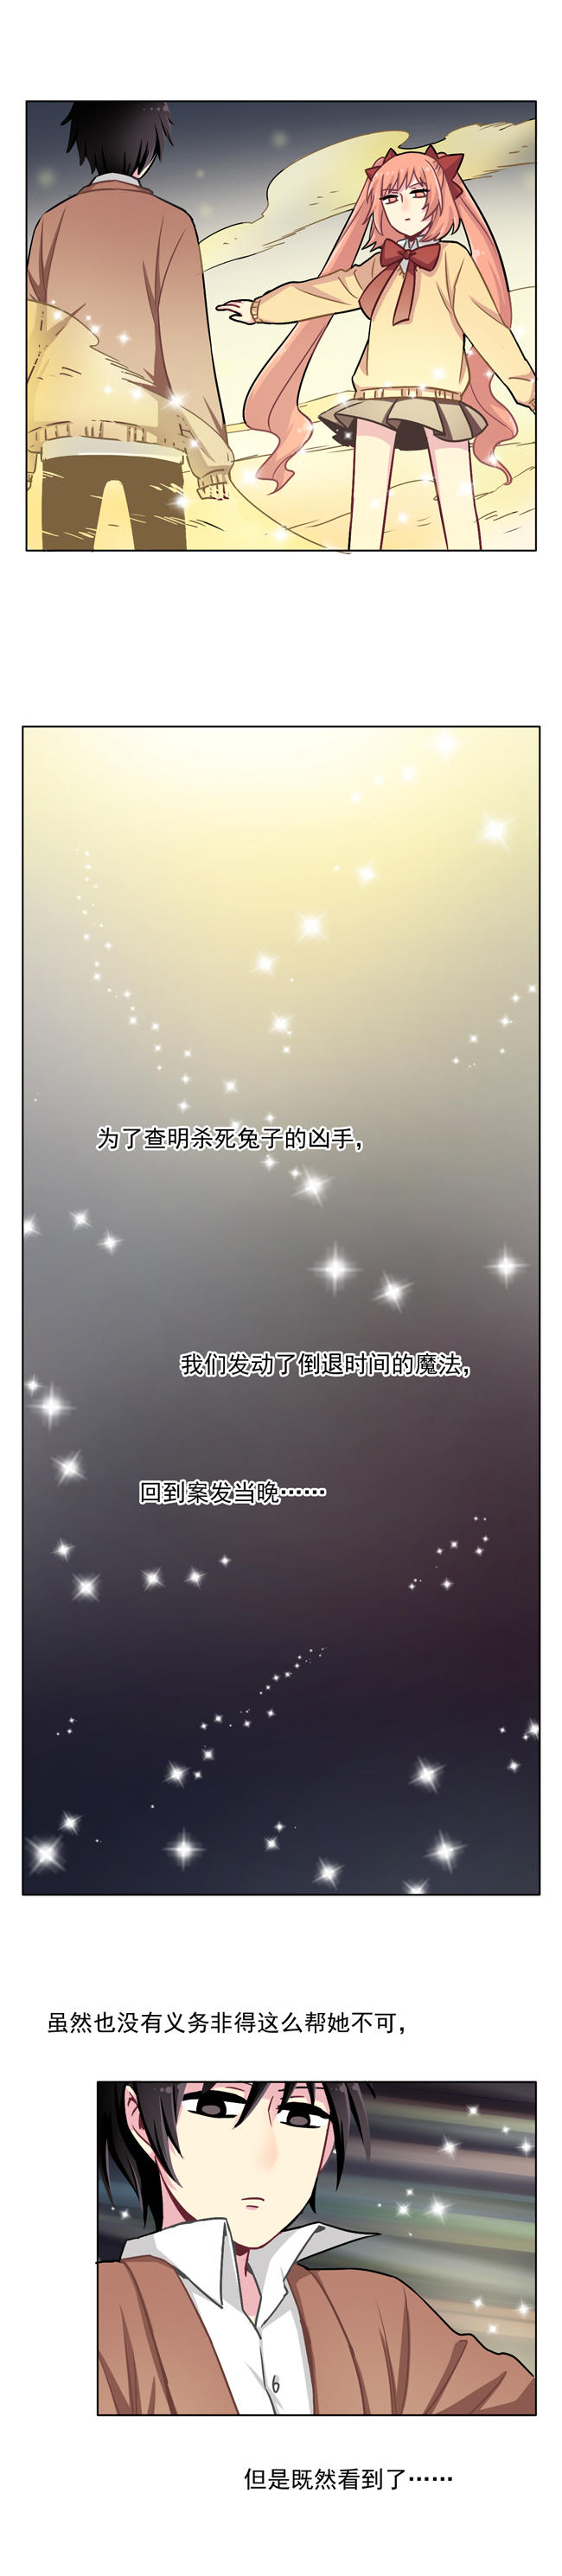 为了查明杀死兔子的凶手，
我们发动了倒退时间的魔法，
回到案发当晚……
虽然也没有义务非得这么帮她不可，
但是既然看到了……